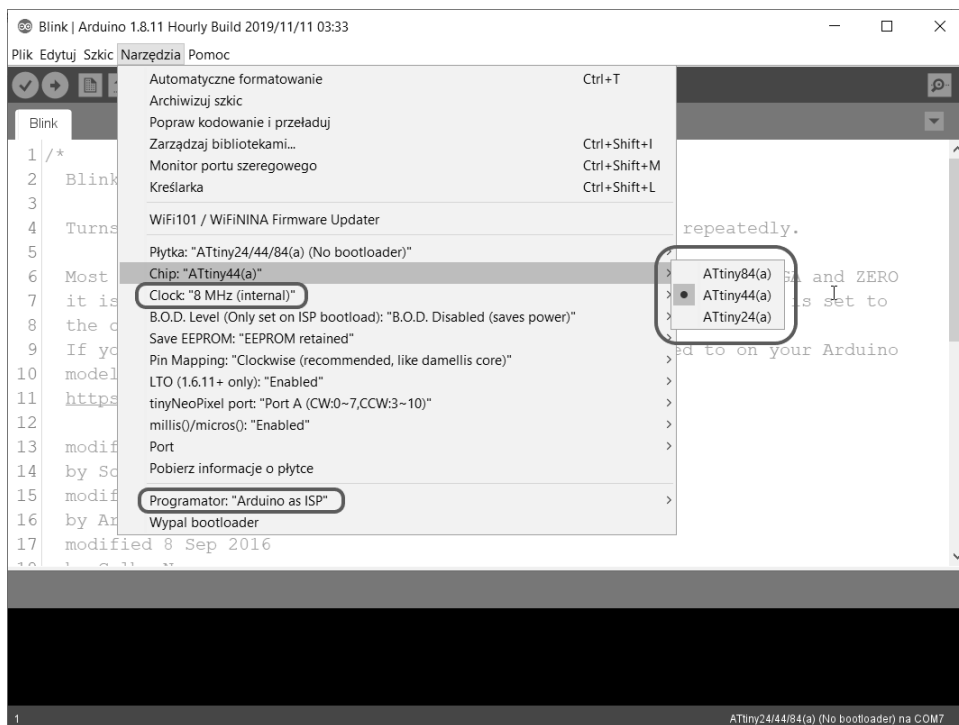 Blink | Arduino 1.8.11 Hourly Build 2019/11/11 03:33
Plik Edytuj Szkic Narzędzia Pomoc
Automatyczne formatowanie Ctrl+T
Archiwizuj szkic
Popraw kodowanie i przeładuj
Zarządzaj bibliotekami... Ctrl+Shift+I
Monitor portu szeregowego Ctrl+Shift+M
Kreślarka Ctrl+Shift+L
WiFi101 / WiFiNINA Firmware Updater
Płytka: "ATtiny24/44/84(a) (No bootloader)"
Chip: "ATtiny44(a)"
Clock: "8 MHz (internal)"
B.O.D. Level (Only set on ISP bootload): "B.O.D. Disabled (saves power)"
Save EEPROM: "EEPROM retained"
Pin Mapping: "Clockwise (recommended, like damellis core)"
LTO (1.6.11+ only): "Enabled"
tinyNeoPixel port: "Port A (CW:0~7,CCW:3~10)"
millis()/micros(): "Enabled"
Port
Pobierz informacje o płytce
Programator: "Arduino as ISP"
Wypal bootloader
ATtiny84(a)
ATtiny44(a)
ATtiny24(a)
Blink
1 /*
2 Blink
3
4 Turns repeatedly.
5
6 Most and ZERO
7 it is is set to
8 the
9 If to on your Arduino
10 model
11 https
12
13 modif
14 by
15 modif
16 by
17 modified 8 Sep 2016
1 ATtiny24/44/84(a) (No bootloader) na COM7